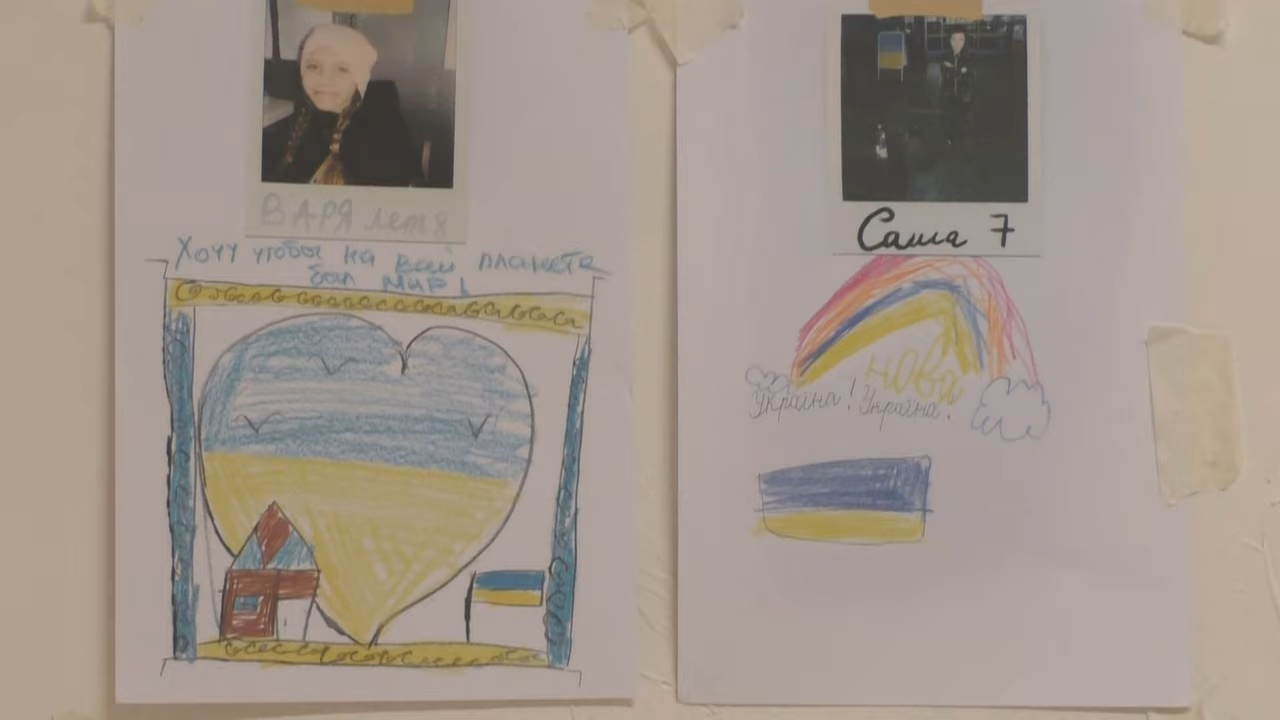 ВАРЯ лет 8
Хочу чтобы на всей планете
был мир!
Саша 7
нова
Україна! Україна.